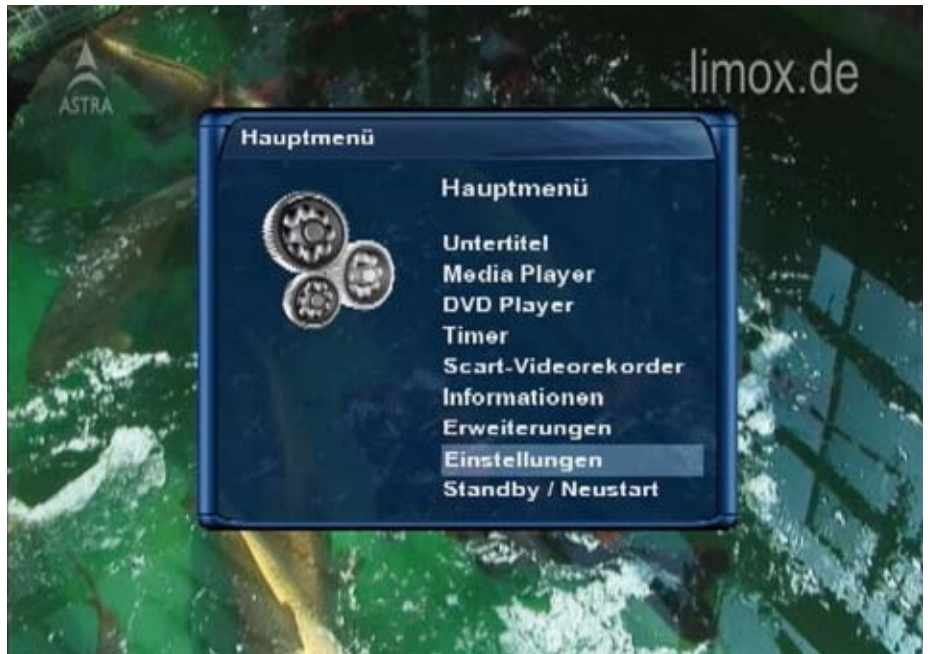 ASTRA
limox.de
Hauptmenü
Hauptmenü
Untertitel
Media Player
DVD Player
Timer
Scart-Videorekorder
Informationen
Erweiterungen
Einstellungen
Standby / Neustart